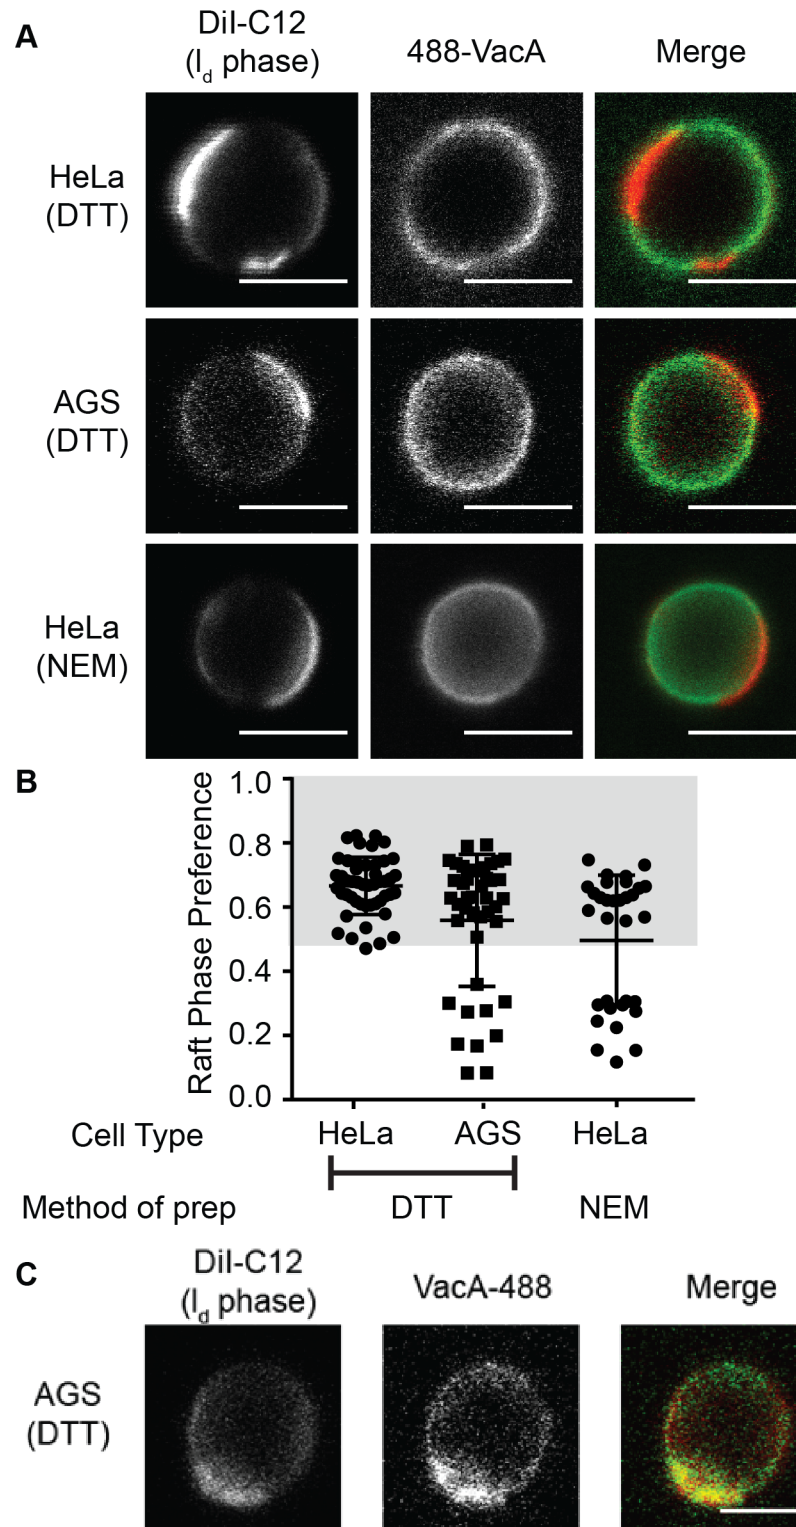 A
DiI-C12
(l_d phase)
488-VacA
Merge
HeLa
(DTT)
AGS
(DTT)
HeLa
(NEM)
B
Raft Phase Preference
1.0
0.8
0.6
0.4
0.2
0.0
Cell Type
HeLa
AGS
HeLa
Method of prep
DTT
NEM
C
DiI-C12
(l_d phase)
VacA-488
Merge
AGS
(DTT)